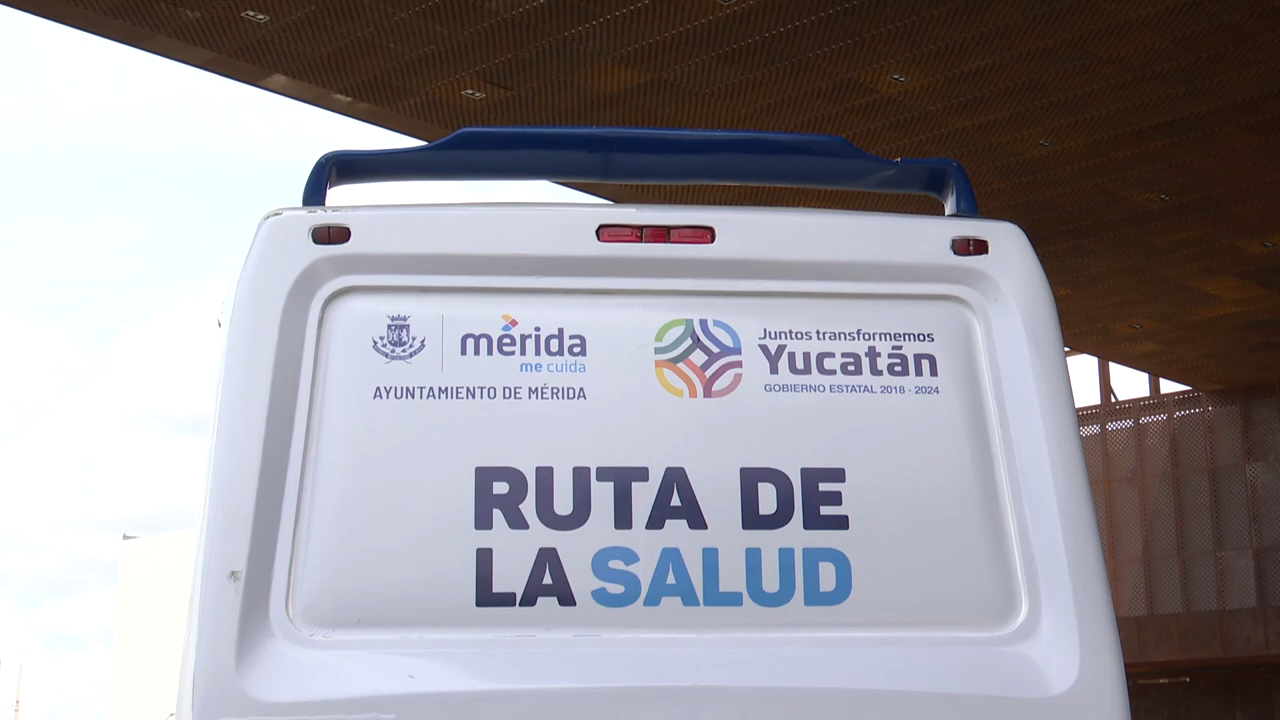 mérida
me cuida
AYUNTAMIENTO DE MÉRIDA
Juntos transformemos
Yucatán
GOBIERNO ESTATAL 2018 · 2024
RUTA DE
LA SALUD